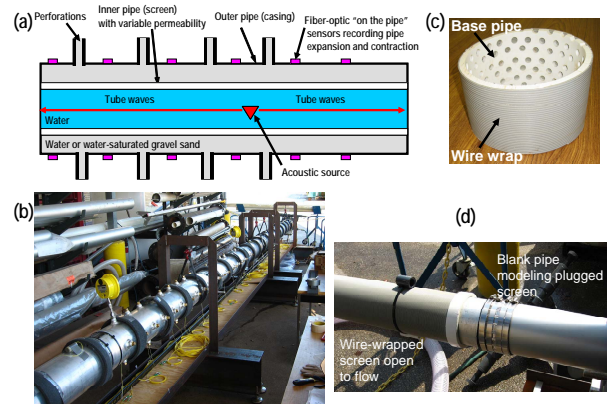 (a)
Perforations
Inner pipe (screen)
with variable permeability
Outer pipe (casing)
Fiber-optic “on the pipe”
sensors recording pipe
expansion and contraction
Tube waves
Tube waves
Water
Water or water-saturated gravel sand
Acoustic source
(c)
Base pipe
Wire wrap
(b)
(d)
Blank pipe
modeling plugged
screen
Wire-wrapped
screen open
to flow